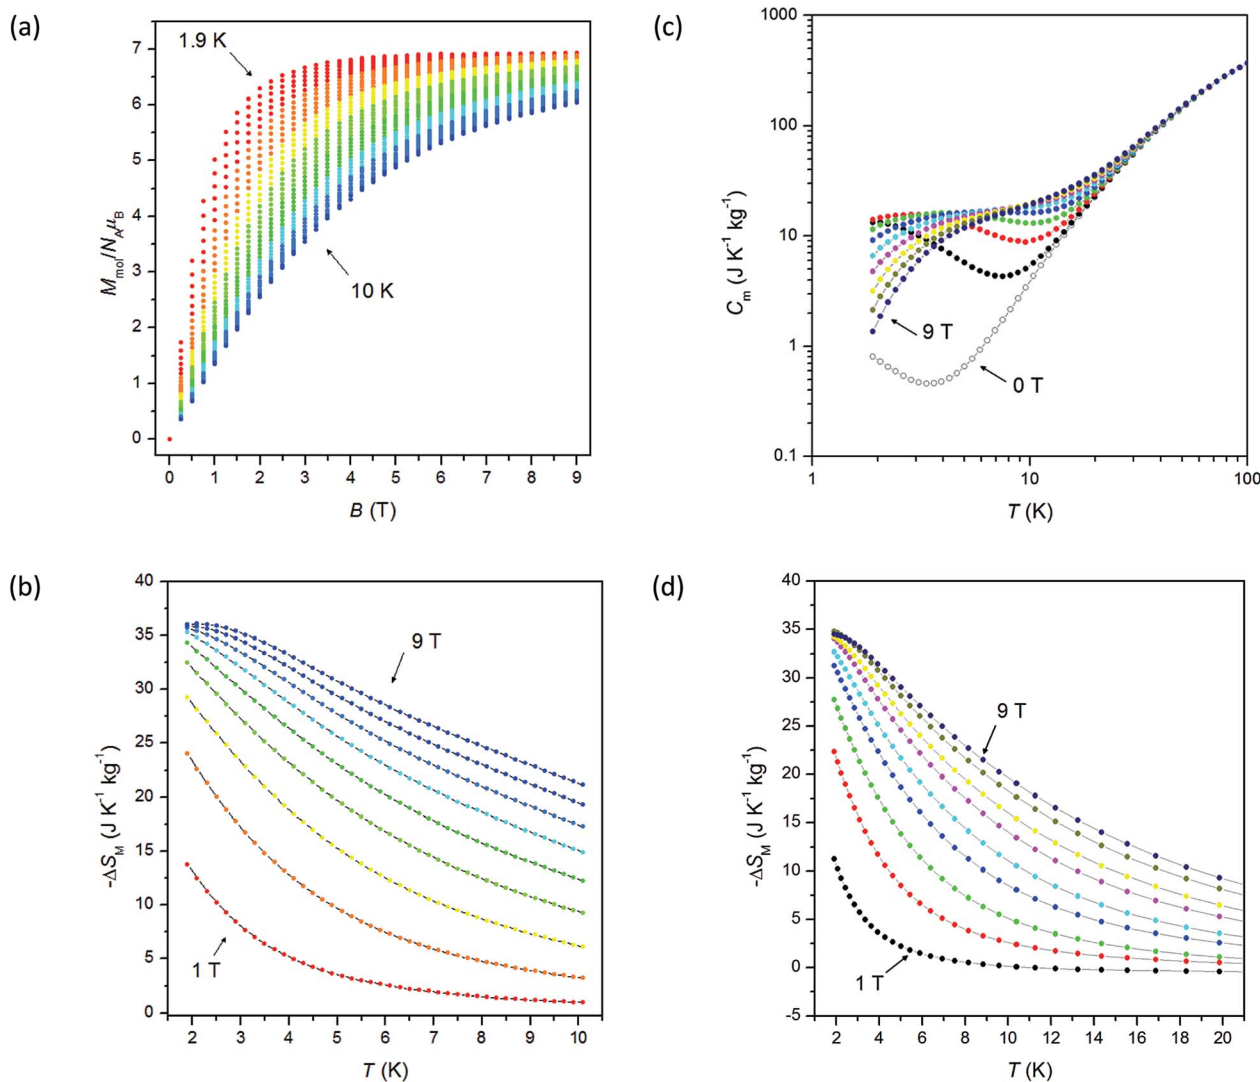 (a)
7
6
5
4
3
2
1
0
M_mol/N_Aμ_B
1.9 K
10 K
0 1 2 3 4 5 6 7 8 9
B (T)
(c)
1000
100
10
1
0.1
C_m (J K⁻¹ kg⁻¹)
9 T
0 T
1 10 100
T (K)
(b)
40
35
30
25
20
15
10
5
0
-ΔS_M (J K⁻¹ kg⁻¹)
9 T
1 T
2 3 4 5 6 7 8 9 10
T (K)
(d)
40
35
30
25
20
15
10
5
0
-5
-ΔS_M (J K⁻¹ kg⁻¹)
9 T
1 T
2 4 6 8 10 12 14 16 18 20
T (K)